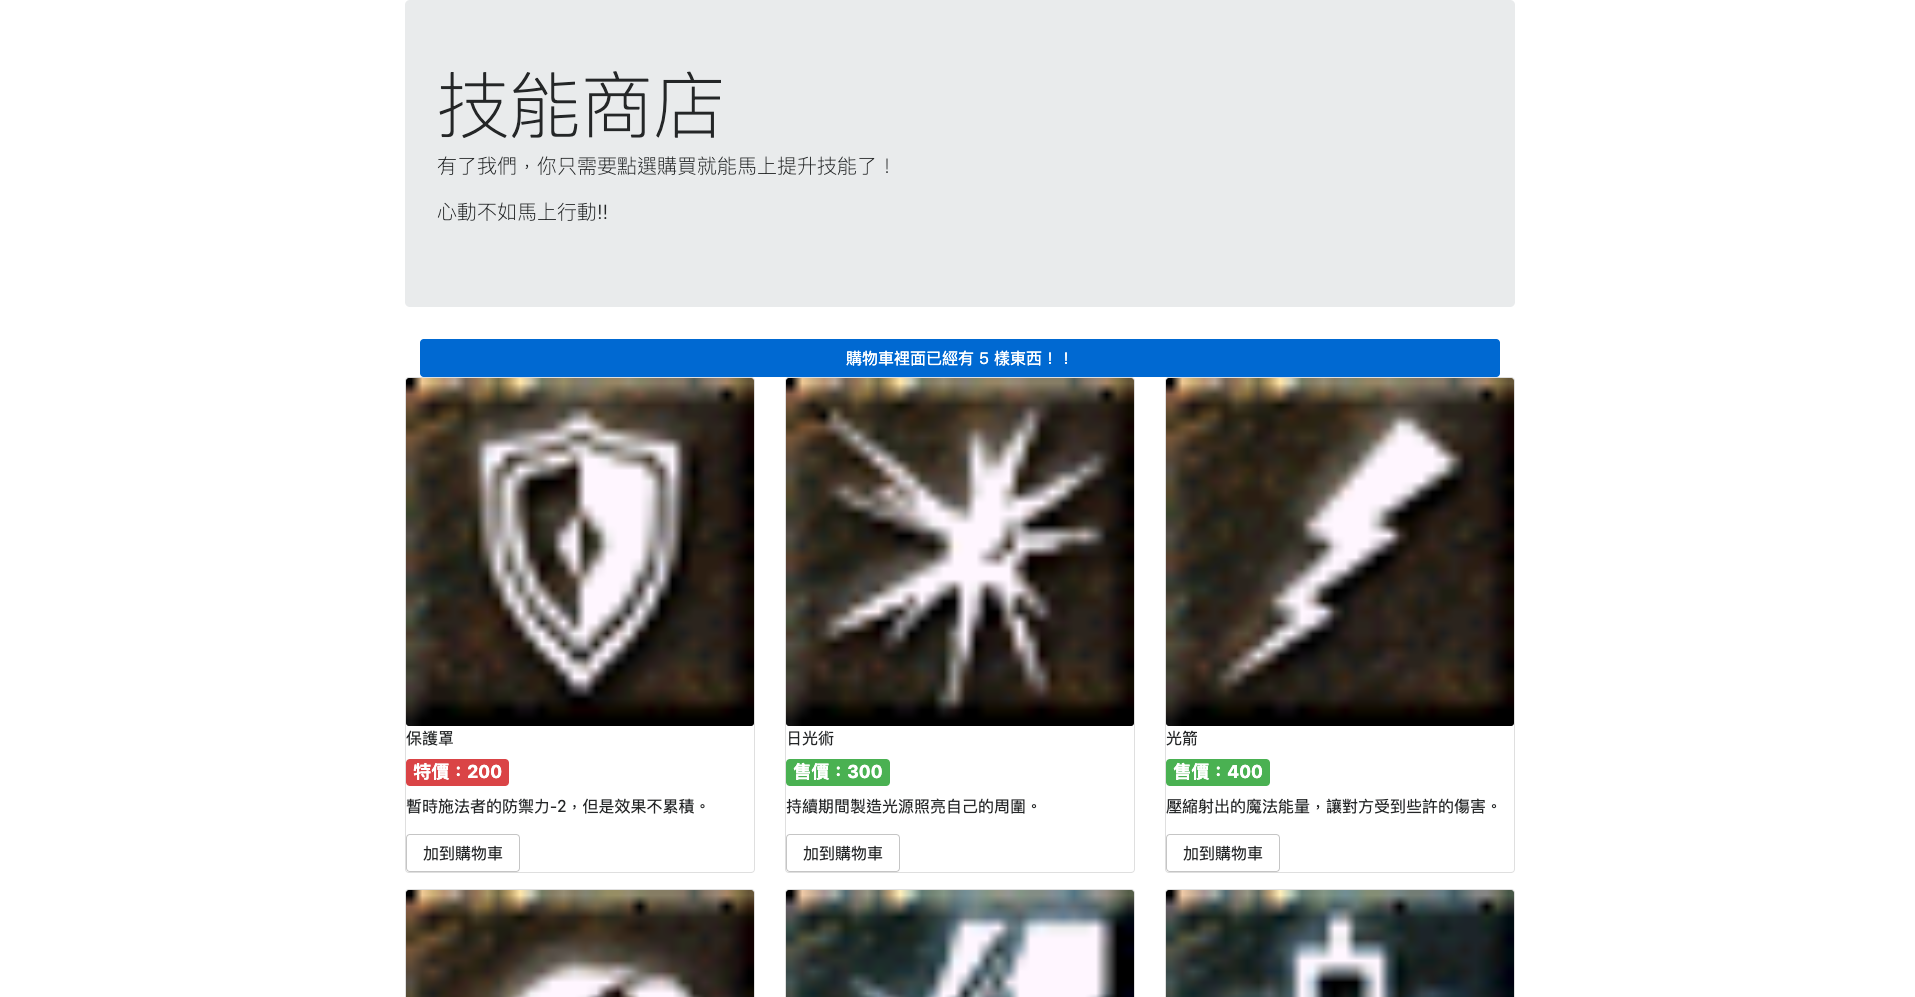 技能商店
有了我們，你只需要點選購買就能馬上提升技能了！
心動不如馬上行動!!
購物車裡面已經有 5 樣東西！！
保護罩
特價：200
暫時施法者的防禦力-2，但是效果不累積。
加到購物車
日光術
售價：300
持續期間製造光源照亮自己的周圍。
加到購物車
光箭
售價：400
壓縮射出的魔法能量，讓對方受到些許的傷害。
加到購物車